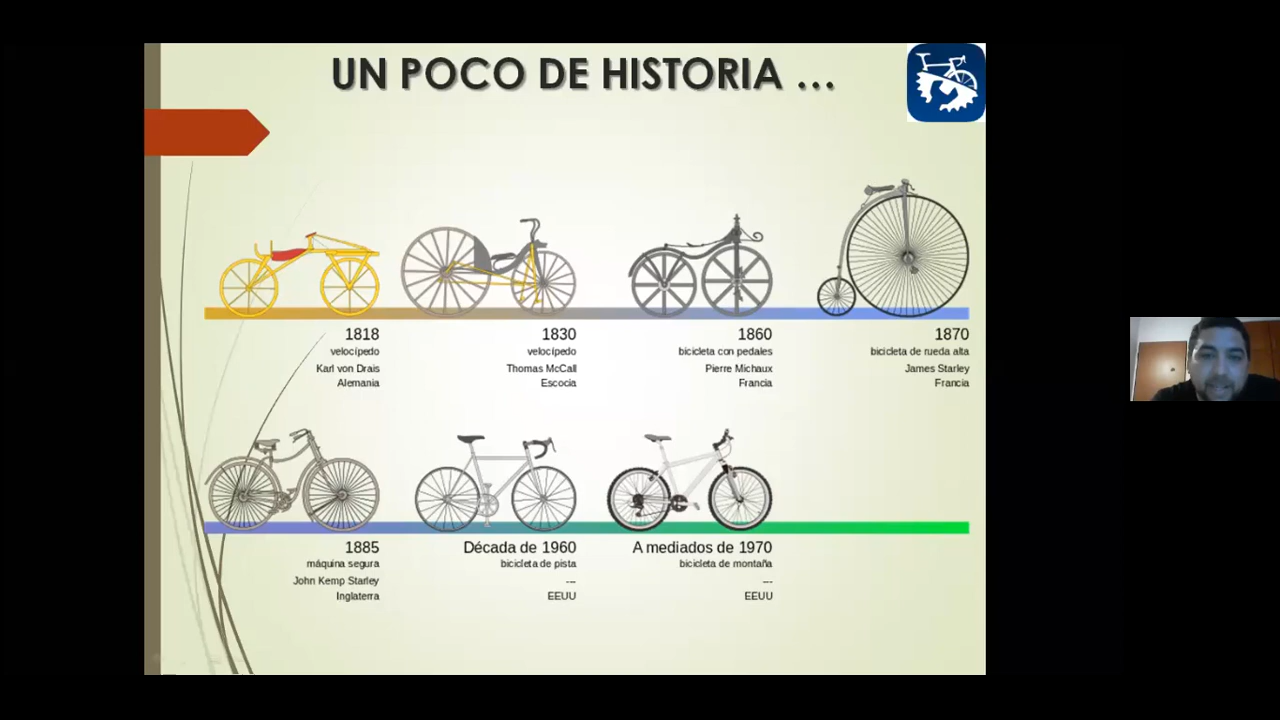 UN POCO DE HISTORIA ...
1818
velocípedo
Karl von Drais
Alemania
1830
velocípedo
Thomas McCall
Escocia
1860
bicicleta con pedales
Pierre Michaux
Francia
1870
bicicleta de rueda alta
James Starley
Francia
1885
máquina segura
John Kemp Starley
Inglaterra
Década de 1960
bicicleta de pista
---
EEUU
A mediados de 1970
bicicleta de montaña
---
EEUU